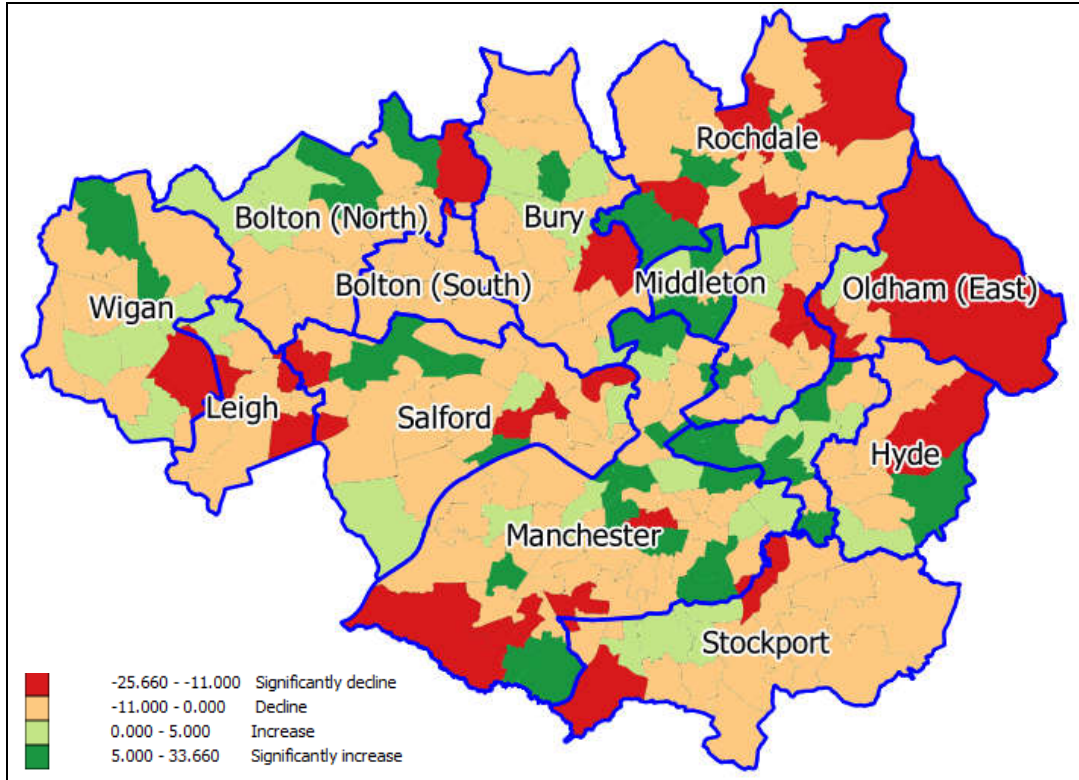 Rochdale
Bolton (North)
Bury
Bolton (South)
Middleton
Oldham (East)
Wigan
Leigh
Salford
Hyde
Manchester
Stockport
-25.660 - -11.000 Significantly decline
-11.000 - 0.000 Decline
0.000 - 5.000 Increase
5.000 - 33.660 Significantly increase